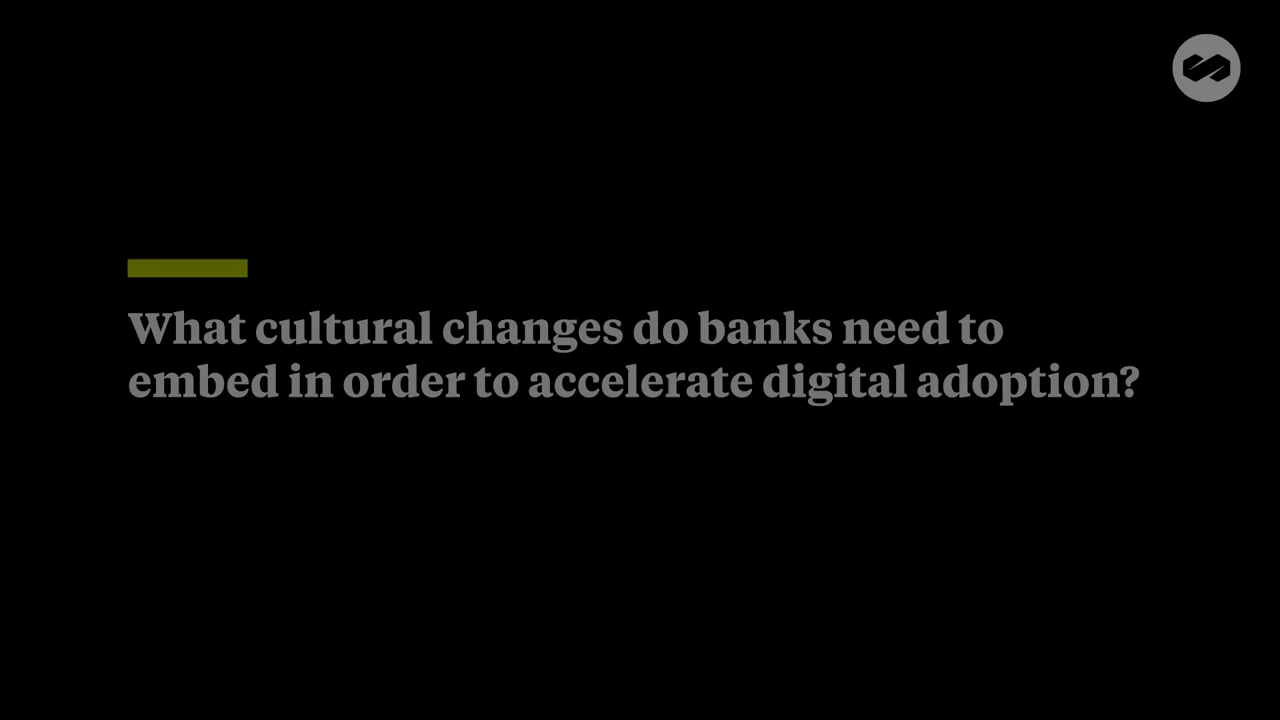 What cultural changes do banks need to
embed in order to accelerate digital adoption?